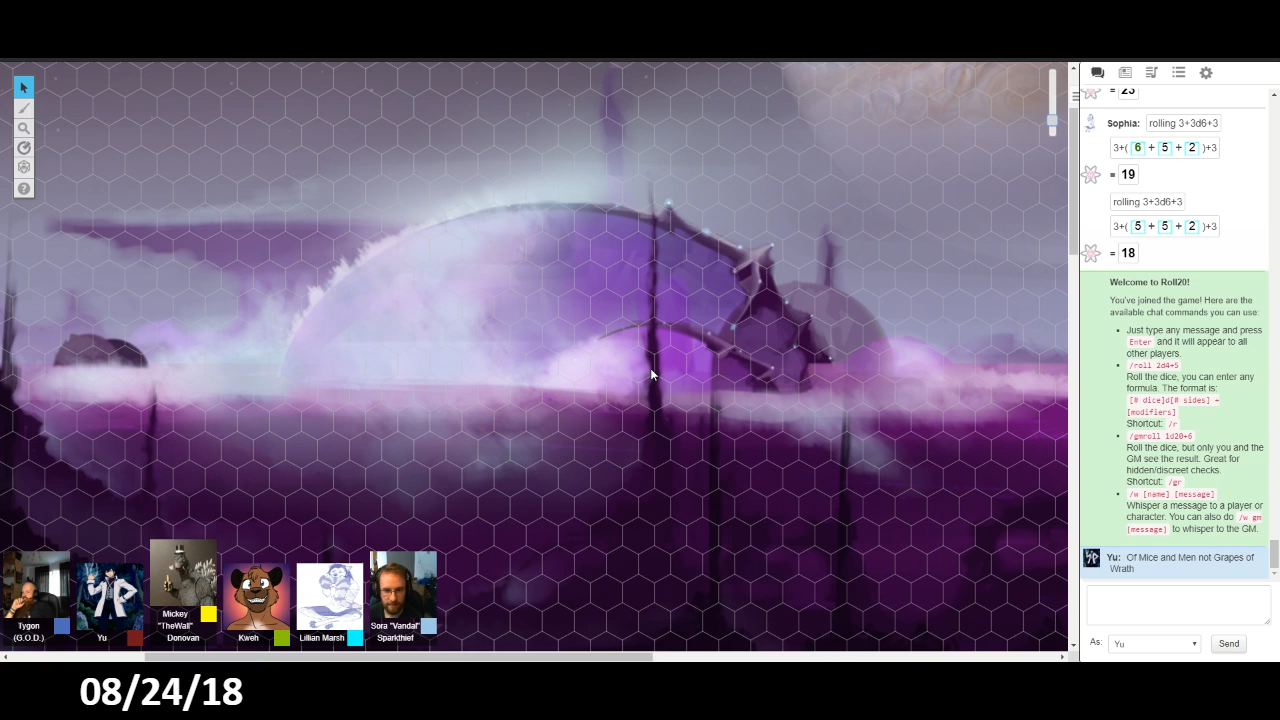 = 23
Sophia: rolling 3+3d6+3
3+( 6 + 5 + 2 )+3
= 19
rolling 3+3d6+3
3+( 5 + 5 + 2 )+3
= 18
Welcome to Roll20!
You've joined the game! Here are the
available chat commands you can use:
Just type any message and press
Enter and it will appear to all
other players.
/roll 2d4+5
Roll the dice, you can enter any
formula. The format is:
[# dice]d[# sides] +
[modifiers]
Shortcut: /r
/gmroll 1d20+6
Roll the dice, but only you and the
GM see the result. Great for
hidden/discreet checks.
Shortcut: /gr
/w [name] [message]
Whisper a message to a player or
character. You can also do /w gm
[message] to whisper to the GM.
Yu: Of Mice and Men not Grapes of
Wrath
As: Yu
Send
Tygon
(G.O.D.)
Yu
Mickey
"TheWall"
Donovan
Kweh
Lillian Marsh
Sora "Vandal"
Sparkthief
08/24/18